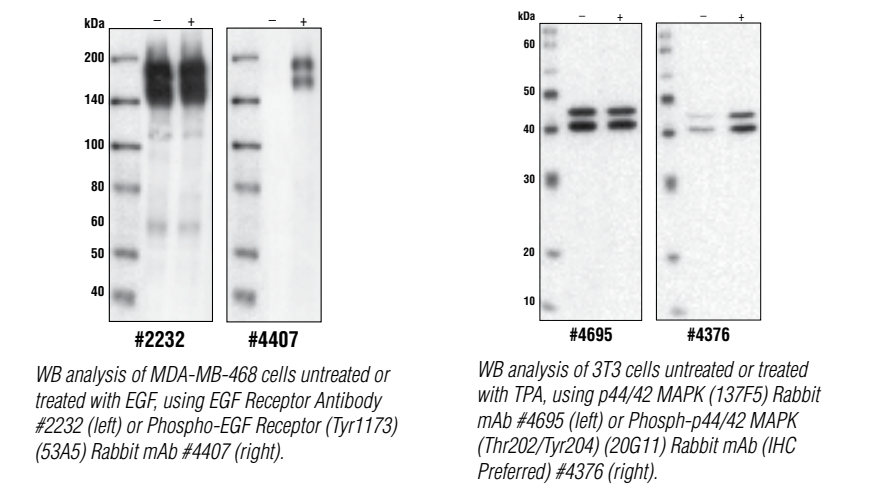 kDa
− +
− +
200
140
100
80
60
50
40
#2232 #4407
WB analysis of MDA-MB-468 cells untreated or
treated with EGF, using EGF Receptor Antibody
#2232 (left) or Phospho-EGF Receptor (Tyr1173)
(53A5) Rabbit mAb #4407 (right).
kDa
− +
− +
60
50
40
30
20
10
#4695 #4376
WB analysis of 3T3 cells untreated or treated
with TPA, using p44/42 MAPK (137F5) Rabbit
mAb #4695 (left) or Phosph-p44/42 MAPK
(Thr202/Tyr204) (20G11) Rabbit mAb (IHC
Preferred) #4376 (right).